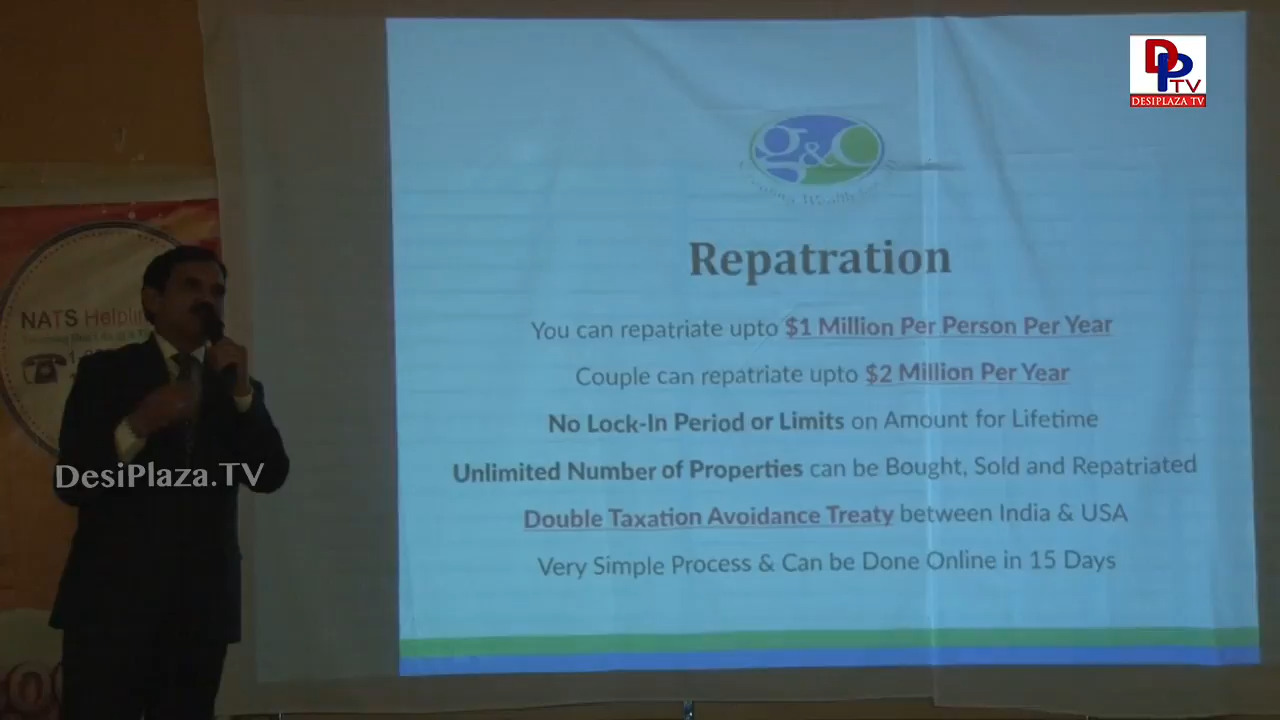 DPTV
DESIPLAZA TV
g&C
Repatration
You can repatriate upto $1 Million Per Person Per Year
Couple can repatriate upto $2 Million Per Year
No Lock-In Period or Limits on Amount for Lifetime
Unlimited Number of Properties can be Bought, Sold and Repatriated
Double Taxation Avoidance Treaty between India & USA
Very Simple Process & Can be Done Online in 15 Days
NATS
DesiPlaza.TV